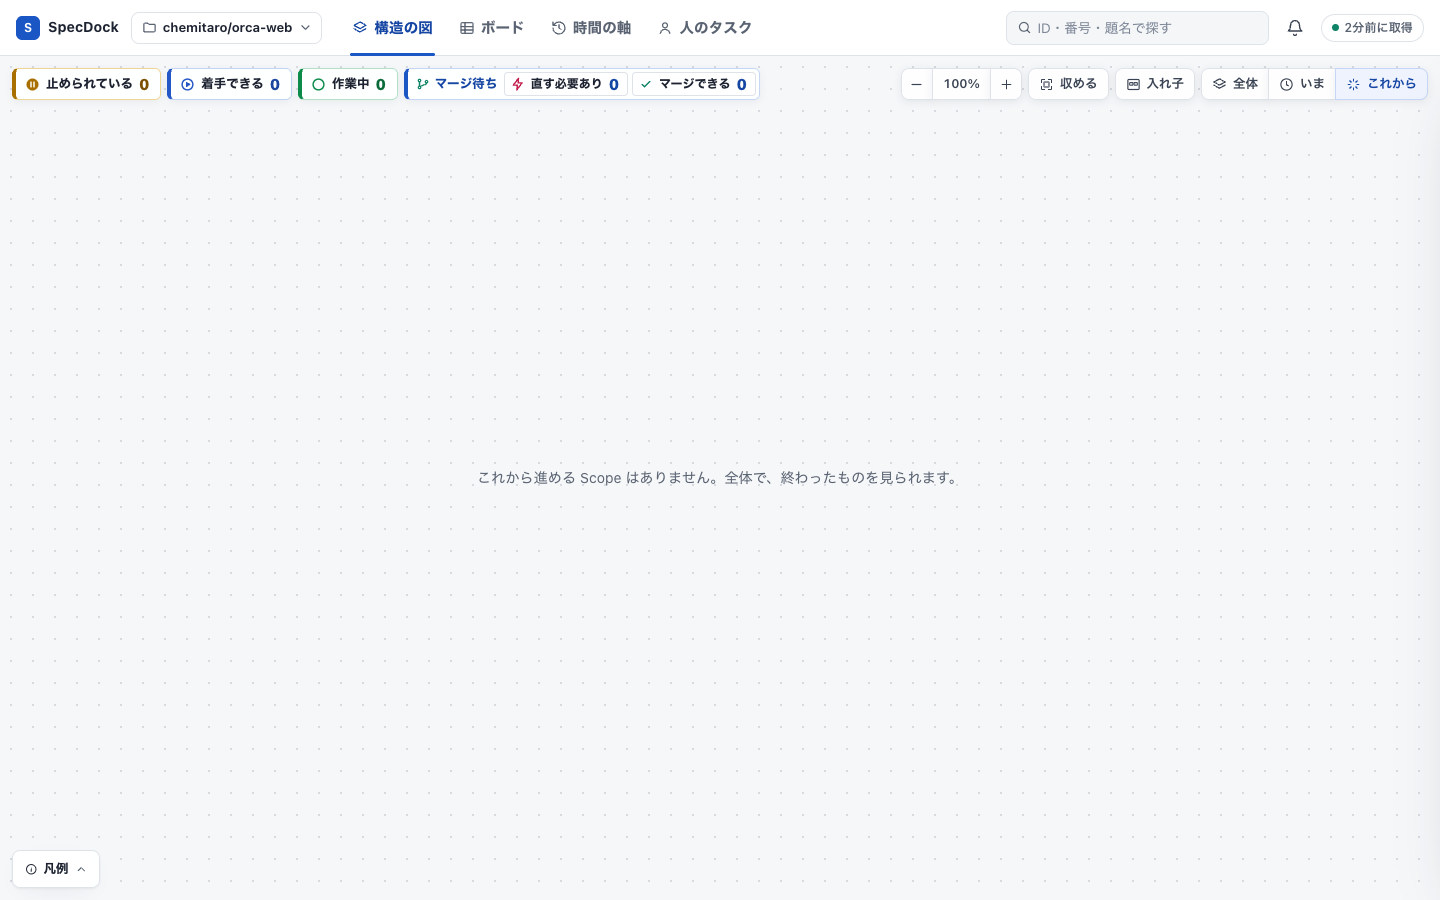 S SpecDock chemitaro/orca-web 構造の図 ボード 時間の軸 人のタスク ID・番号・題名で探す 2分前に取得
止められている 0 着手できる 0 作業中 0 マージ待ち 直す必要あり 0 マージできる 0 − 100% + 収める 入れ子 全体 いま これから
これから進める Scope はありません。全体で、終わったものを見られます。
凡例